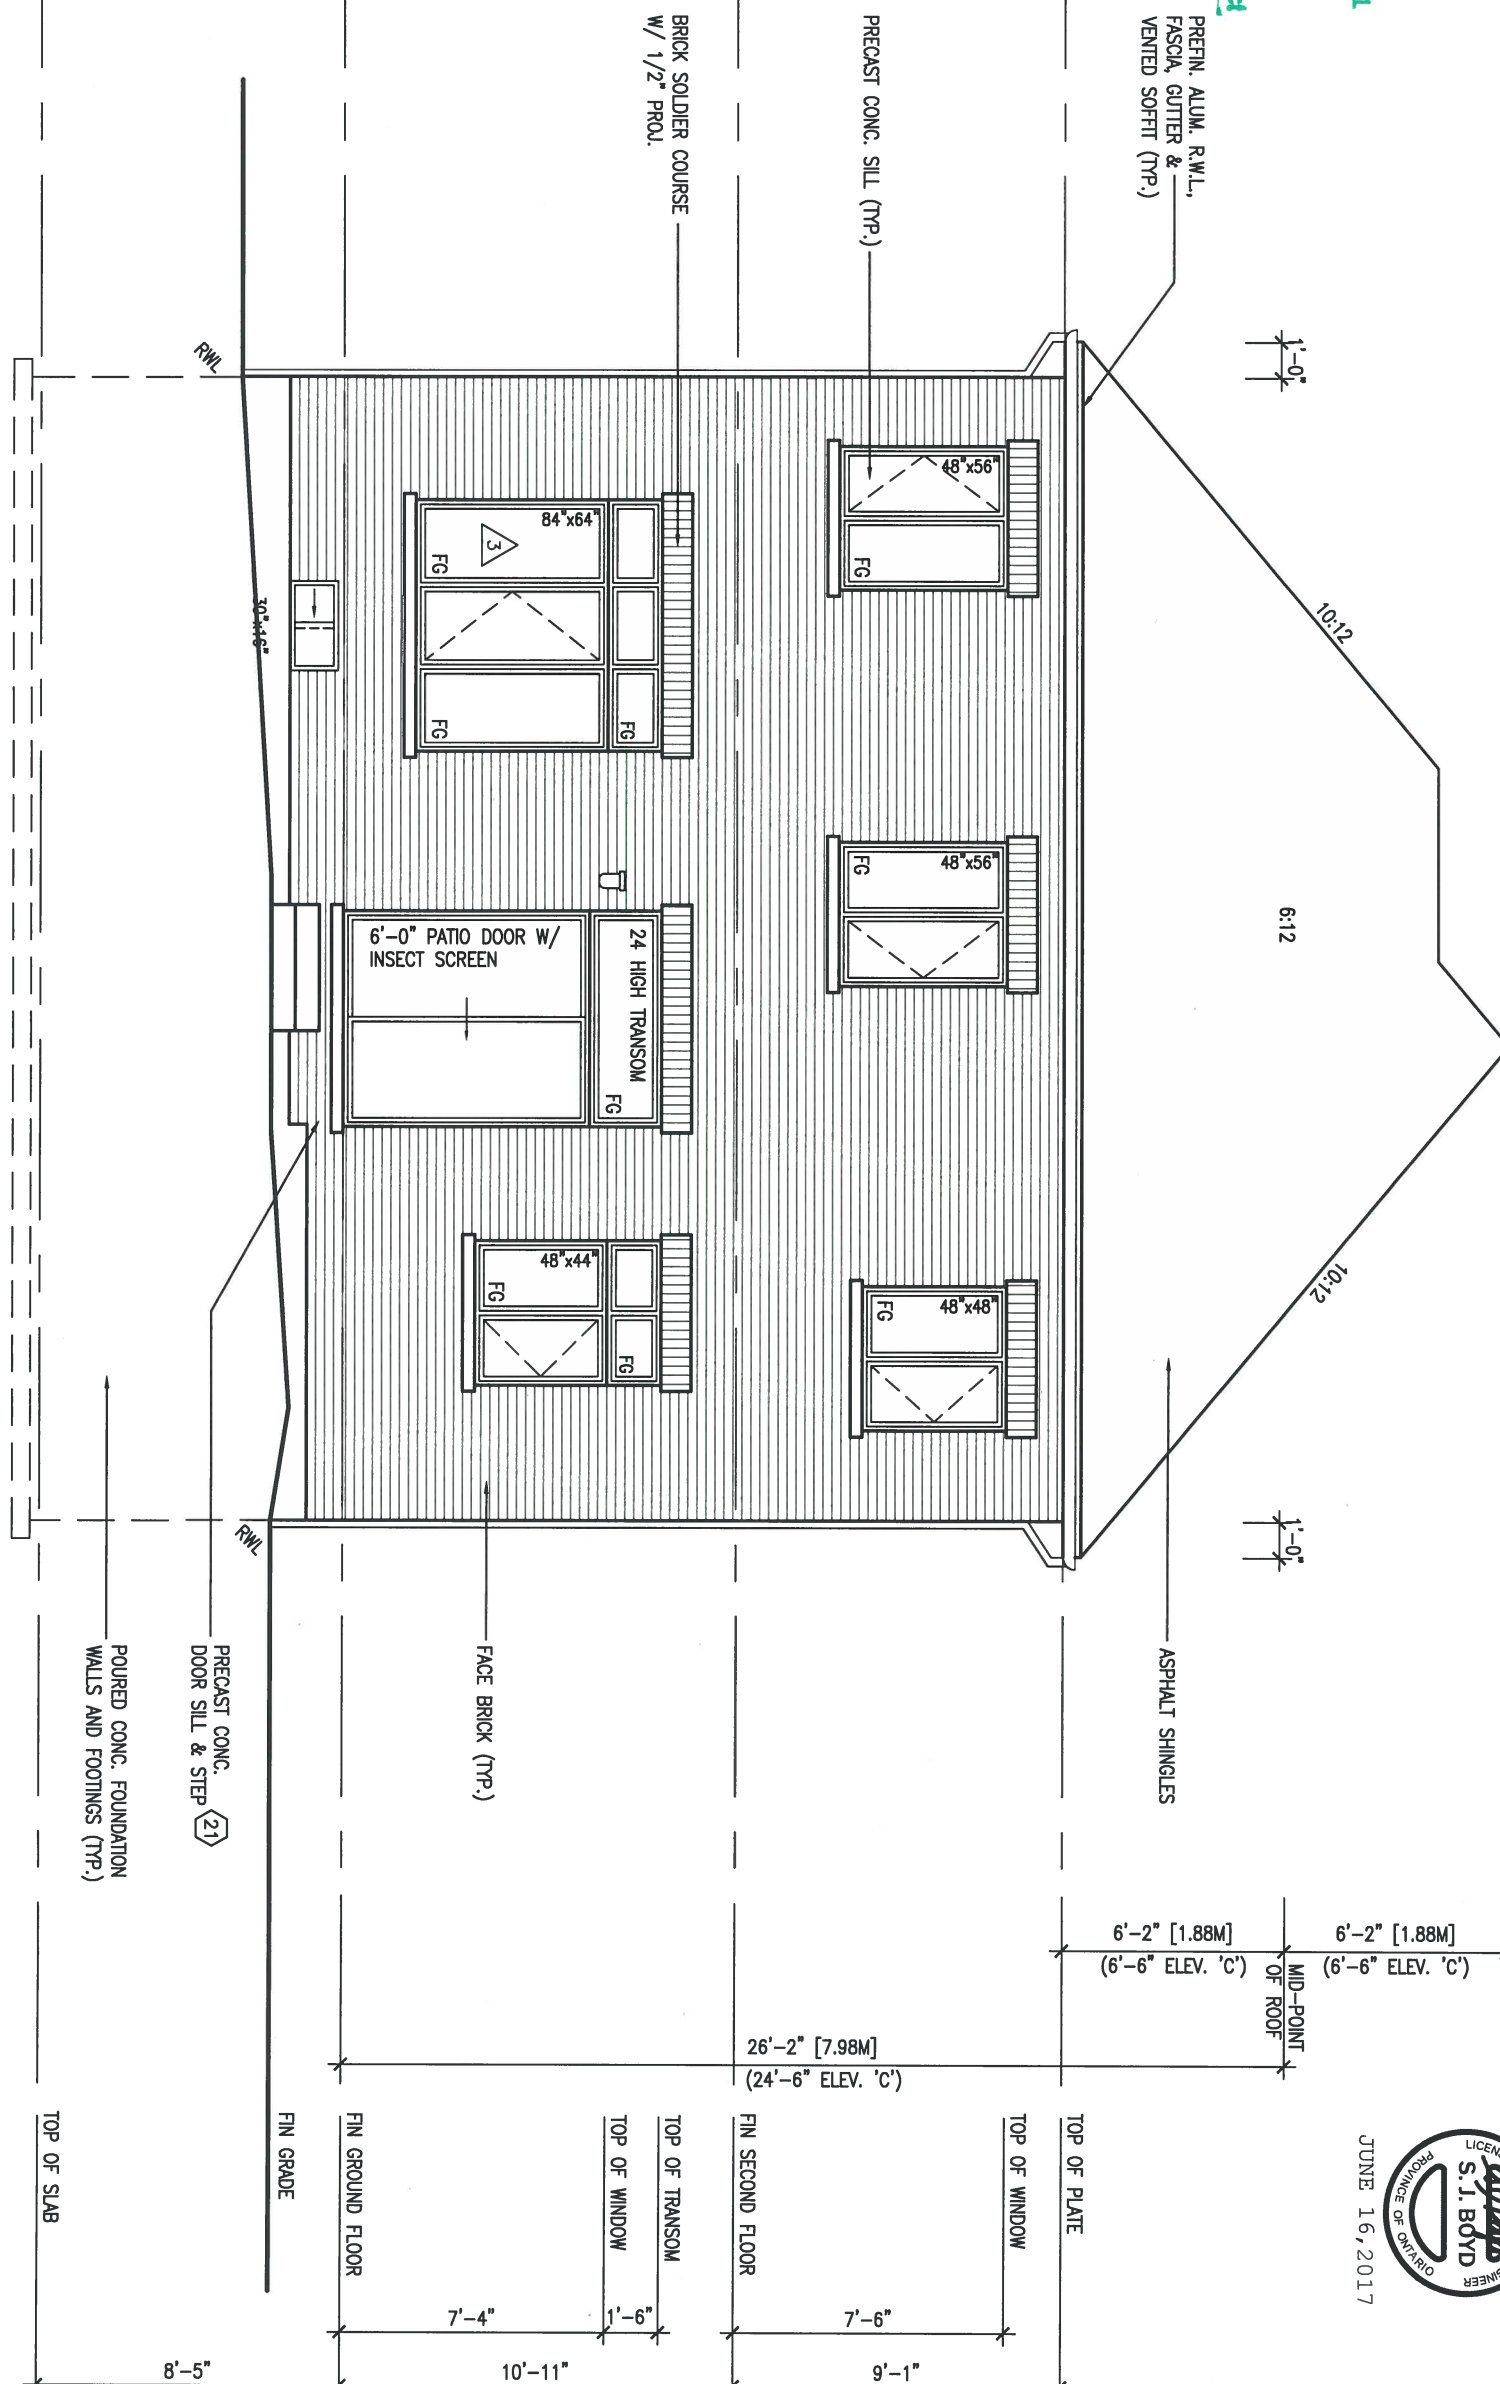 PREFIN. ALUM. R.W.L.,
FASCIA, GUTTER &
VENTED SOFFIT (TYP.)
PRECAST CONC. SILL (TYP.)
BRICK SOLDIER COURSE
W/ 1/2" PROJ.
1'-0"
10:12
6:12
10:12
1'-0"
RWL
RWL
48"x56"
FG
48"x56"
FG
48"x48"
FG
84"x64"
3
FG
FG
FG
24 HIGH TRANSOM
FG
6'-0" PATIO DOOR W/
INSECT SCREEN
48"x44"
FG
FG
30"x16"
ASPHALT SHINGLES
FACE BRICK (TYP.)
PRECAST CONC.
DOOR SILL & STEP
21
POURED CONC. FOUNDATION
WALLS AND FOOTINGS (TYP.)
6'-2" [1.88M]
(6'-6" ELEV. 'C')
6'-2" [1.88M]
(6'-6" ELEV. 'C')
MID-POINT
OF ROOF
26'-2" [7.98M]
(24'-6" ELEV. 'C')
TOP OF PLATE
TOP OF WINDOW
FIN SECOND FLOOR
TOP OF TRANSOM
TOP OF WINDOW
FIN GROUND FLOOR
FIN GRADE
TOP OF SLAB
7'-6"
1'-6"
7'-4"
9'-1"
10'-11"
8'-5"
S. J. BOYD
PROVINCE OF ONTARIO
JUNE 16,2017